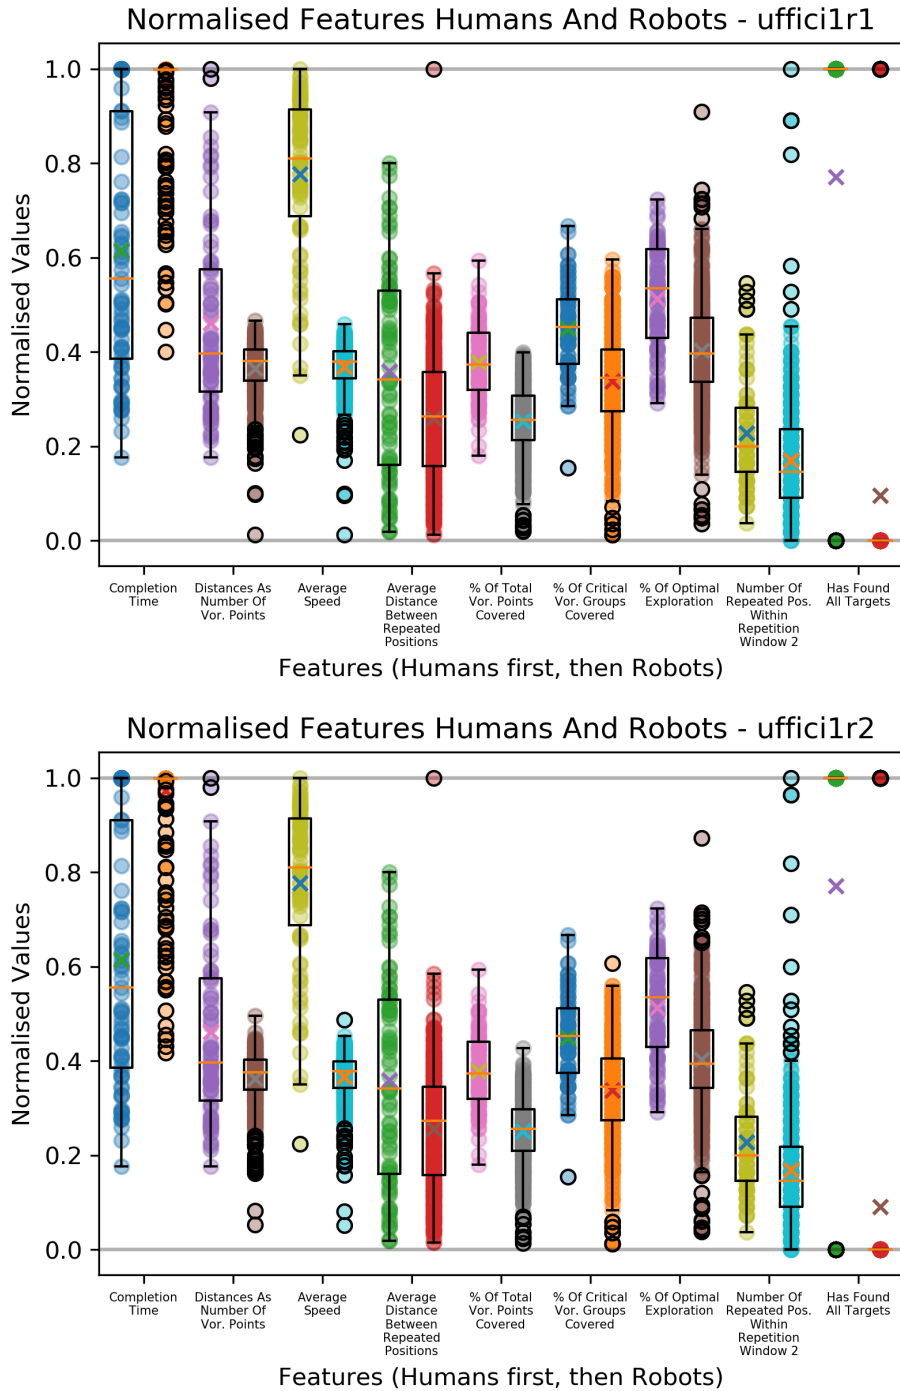 Normalised Features Humans And Robots - uffici1r1
Normalised Values
1.0
0.8
0.6
0.4
0.2
0.0
Completion
Time
Distances As
Number Of
Vor. Points
Average
Speed
Average
Distance
Between
Repeated
Positions
% Of Total
Vor. Points
Covered
% Of Critical
Vor. Groups
Covered
% Of Optimal
Exploration
Number Of
Repeated Pos.
Within
Repetition
Window 2
Has Found
All Targets
Features (Humans first, then Robots)
Normalised Features Humans And Robots - uffici1r2
Normalised Values
1.0
0.8
0.6
0.4
0.2
0.0
Completion
Time
Distances As
Number Of
Vor. Points
Average
Speed
Average
Distance
Between
Repeated
Positions
% Of Total
Vor. Points
Covered
% Of Critical
Vor. Groups
Covered
% Of Optimal
Exploration
Number Of
Repeated Pos.
Within
Repetition
Window 2
Has Found
All Targets
Features (Humans first, then Robots)